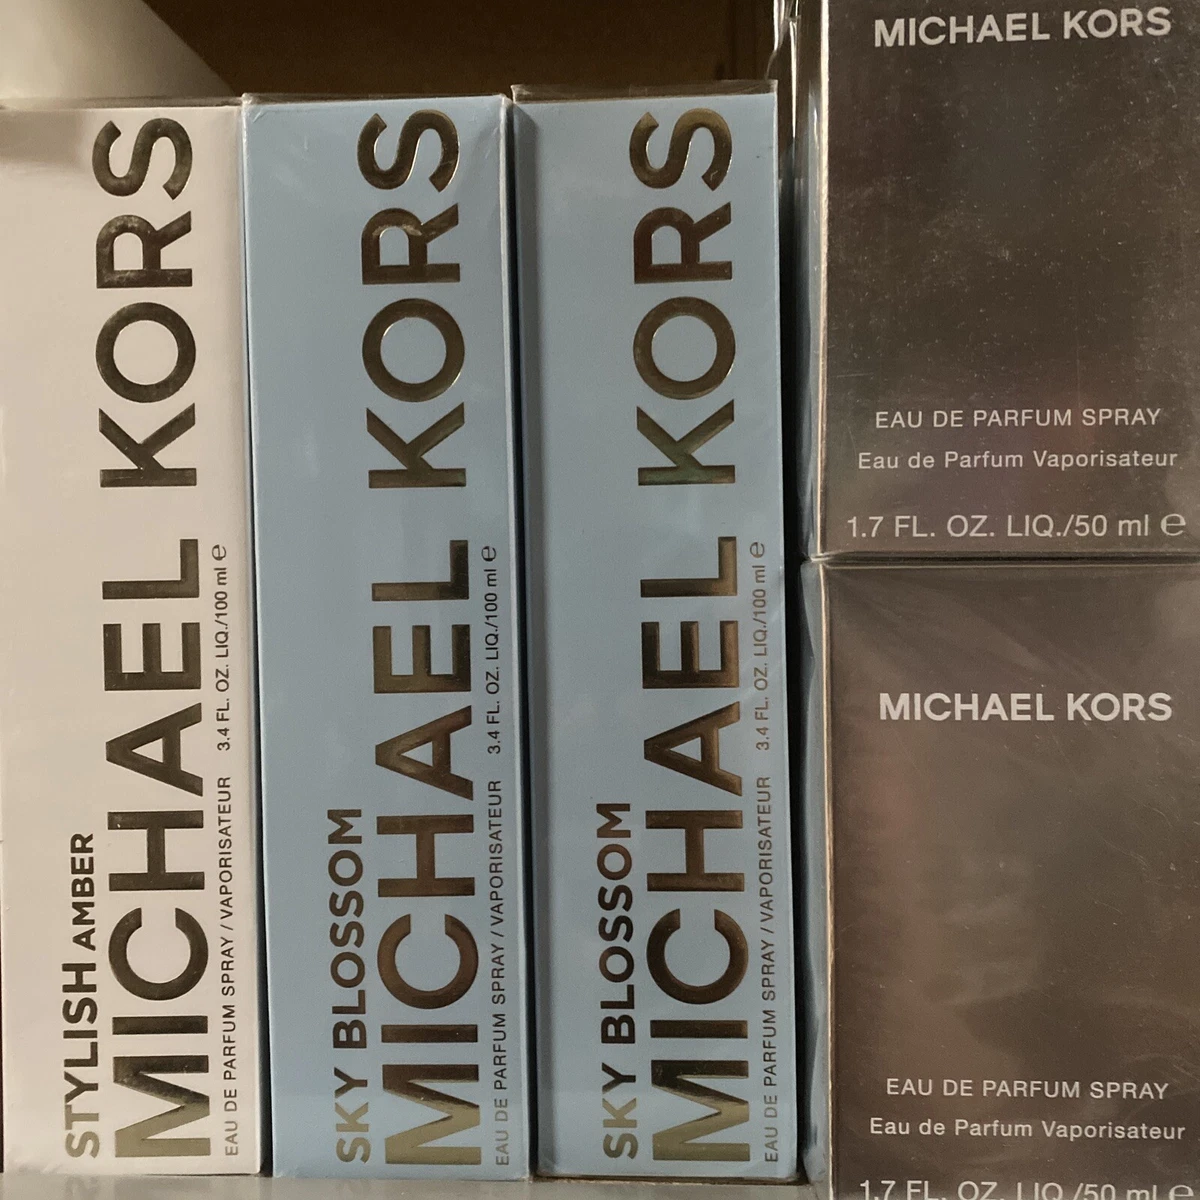 STYLISH AMBER
MICHAEL KORS
EAU DE PARFUM SPRAY / VAPORISATEUR 3.4 FL. OZ. LIQ./100 ml ℮
SKY BLOSSOM
MICHAEL KORS
EAU DE PARFUM SPRAY / VAPORISATEUR 3.4 FL. OZ. LIQ./100 ml ℮
SKY BLOSSOM
MICHAEL KORS
EAU DE PARFUM SPRAY / VAPORISATEUR 3.4 FL. OZ. LIQ./100 ml ℮
MICHAEL KORS
EAU DE PARFUM SPRAY
Eau de Parfum Vaporisateur
1.7 FL. OZ. LIQ./50 ml ℮
MICHAEL KORS
EAU DE PARFUM SPRAY
Eau de Parfum Vaporisateur
1.7 FL. OZ. LIQ./50 ml ℮